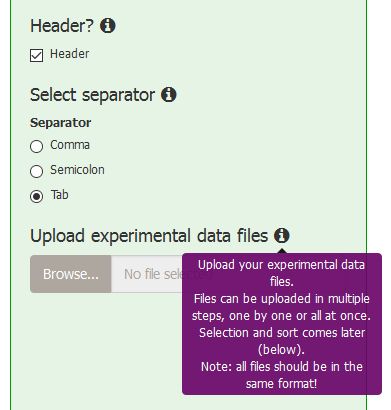 Header?
Header
Select separator
Separator
Comma
Semicolon
Tab
Upload experimental data files
Browse...
No file selec
Upload your experimental data
files.
Files can be uploaded in multiple
steps, one by one or all at once.
Selection and sort comes later
(below).
Note: all files should be in the
same format!